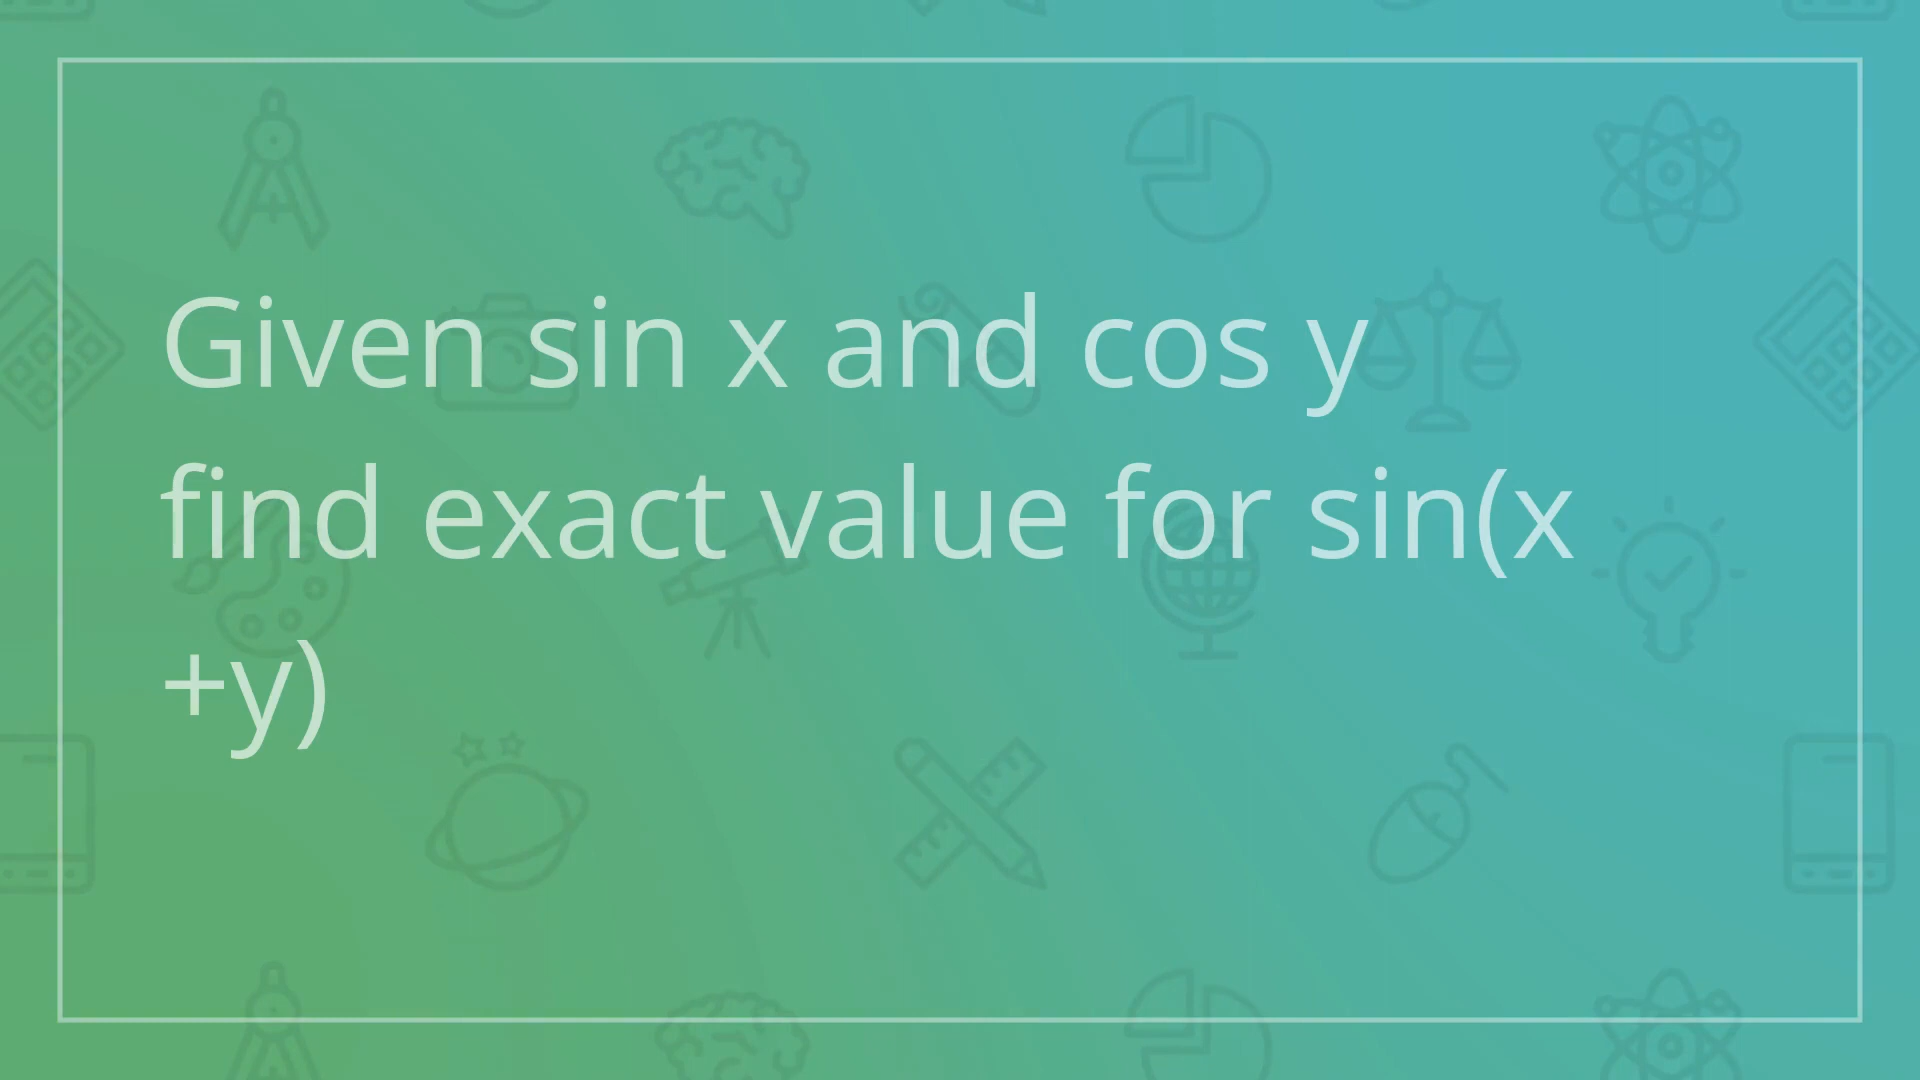 Given sin x and cos y
find exact value for sin(x
+y)